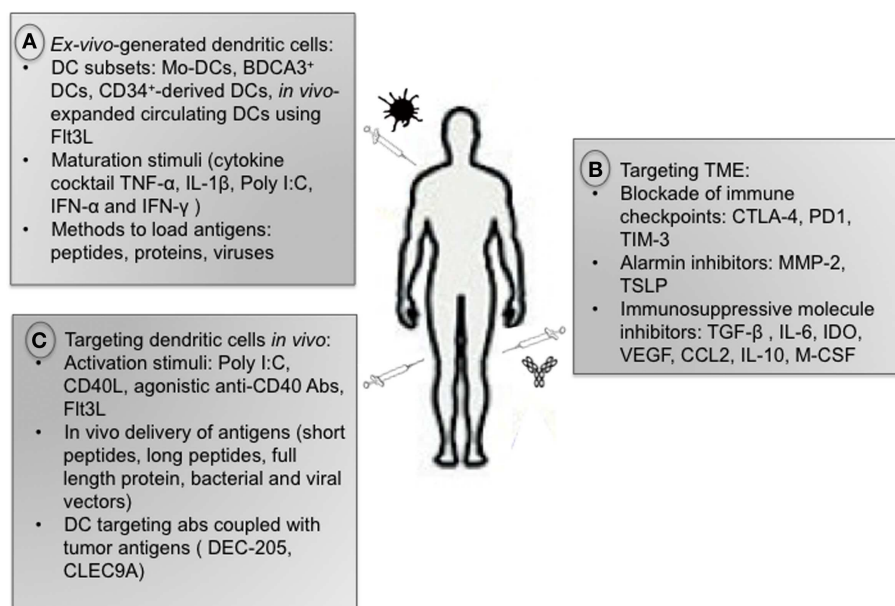 A
Ex-vivo-generated dendritic cells:
• DC subsets: Mo-DCs, BDCA3+
DCs, CD34+-derived DCs, in vivo-
expanded circulating DCs using
Flt3L
• Maturation stimuli (cytokine
cocktail TNF-α, IL-1β, Poly I:C,
IFN-α and IFN-γ )
• Methods to load antigens:
peptides, proteins, viruses
B
Targeting TME:
• Blockade of immune
checkpoints: CTLA-4, PD1,
TIM-3
• Alarmin inhibitors: MMP-2,
TSLP
• Immunosuppressive molecule
inhibitors: TGF-β , IL-6, IDO,
VEGF, CCL2, IL-10, M-CSF
C
Targeting dendritic cells in vivo:
• Activation stimuli: Poly I:C,
CD40L, agonistic anti-CD40 Abs,
Flt3L
• In vivo delivery of antigens (short
peptides, long peptides, full
length protein, bacterial and viral
vectors)
• DC targeting abs coupled with
tumor antigens ( DEC-205,
CLEC9A)